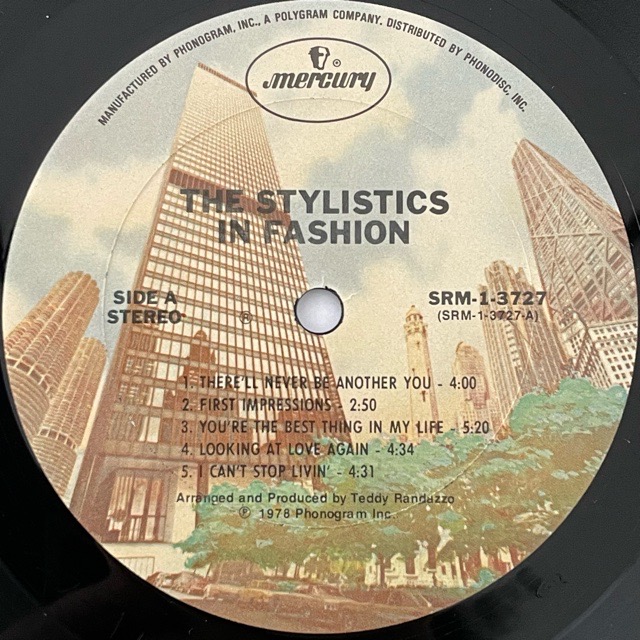 MANUFACTURED BY PHONOGRAM, INC., A POLYGRAM COMPANY. DISTRIBUTED BY PHONODISC, INC.
mercury ®
THE STYLISTICS
IN FASHION
SIDE A
STEREO
®
SRM-1-3727
(SRM-1-3727-A)
1. THERE'LL NEVER BE ANOTHER YOU - 4:00
2. FIRST IMPRESSIONS - 2:50
3. YOU'RE THE BEST THING IN MY LIFE - 5:20
4. LOOKING AT LOVE AGAIN - 4:34
5. I CAN'T STOP LIVIN' - 4:31
Arranged and Produced by Teddy Randazzo
℗ 1978 Phonogram Inc.